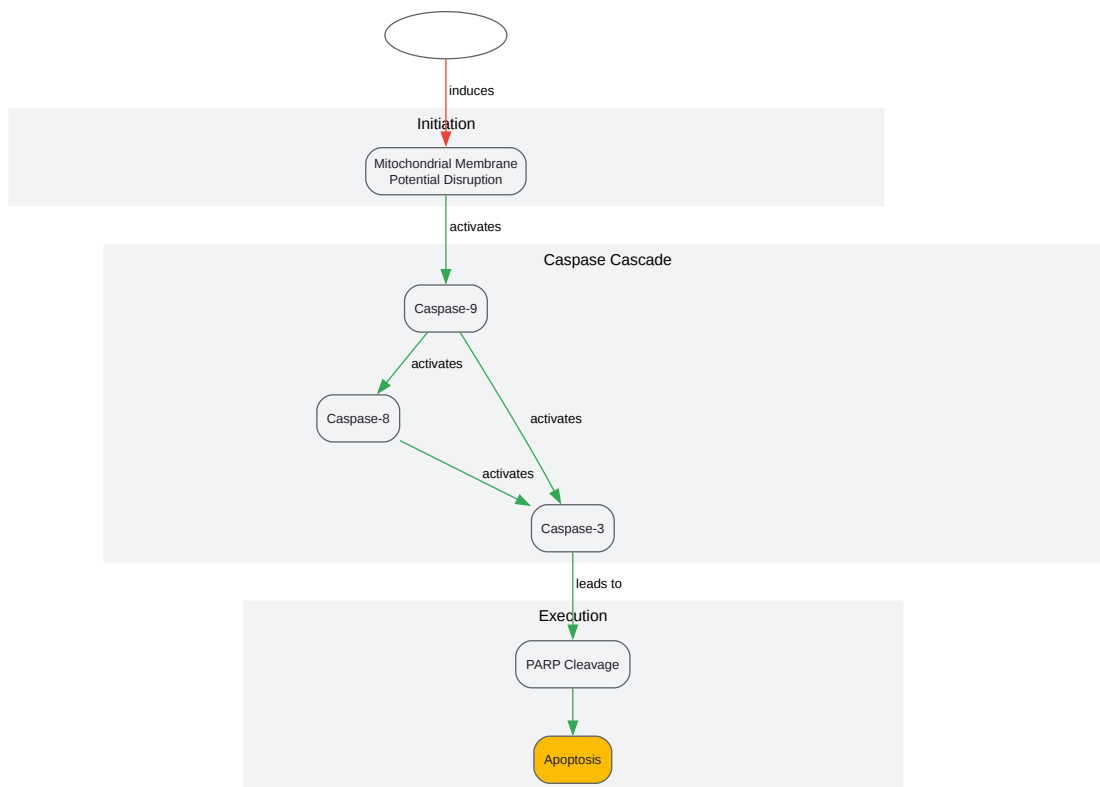 induces
Initiation
Mitochondrial Membrane
Potential Disruption
activates
Caspase Cascade
Caspase-9
activates
Caspase-8
activates
activates
Caspase-3
leads to
Execution
PARP Cleavage
Apoptosis